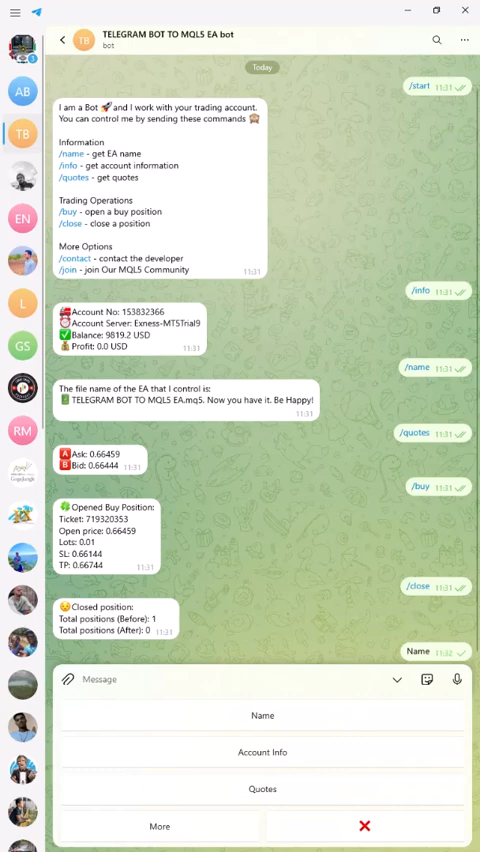 TELEGRAM BOT TO MQL5 EA bot
bot
Today
/start 11:31
I am a Bot 🚀 and I work with your trading account.
You can control me by sending these commands 🙈
Information
/name - get EA name
/info - get account information
/quotes - get quotes
Trading Operations
/buy - open a buy position
/close - close a position
More Options
/contact - contact the developer
/join - join Our MQL5 Community
11:31
/info 11:31
🚒Account No: 153832366
⏰Account Server: Exness-MT5Trial9
✅Balance: 9819.2 USD
💰Profit: 0.0 USD
11:31
/name 11:31
The file name of the EA that I control is:
📗TELEGRAM BOT TO MQL5 EA.mq5. Now you have it. Be Happy!
11:31
/quotes 11:31
🅰Ask: 0.66459
🅱Bid: 0.66444 11:31
/buy 11:31
🍀Opened Buy Position:
Ticket: 719320353
Open price: 0.66459
Lots: 0.01
SL: 0.66144
TP: 0.66744 11:31
/close 11:31
😥Closed position:
Total positions (Before): 1
Total positions (After): 0 11:31
Name 11:32
Message
Name
Account Info
Quotes
More ❌
3
AB
TB
EN
L
GS
RM